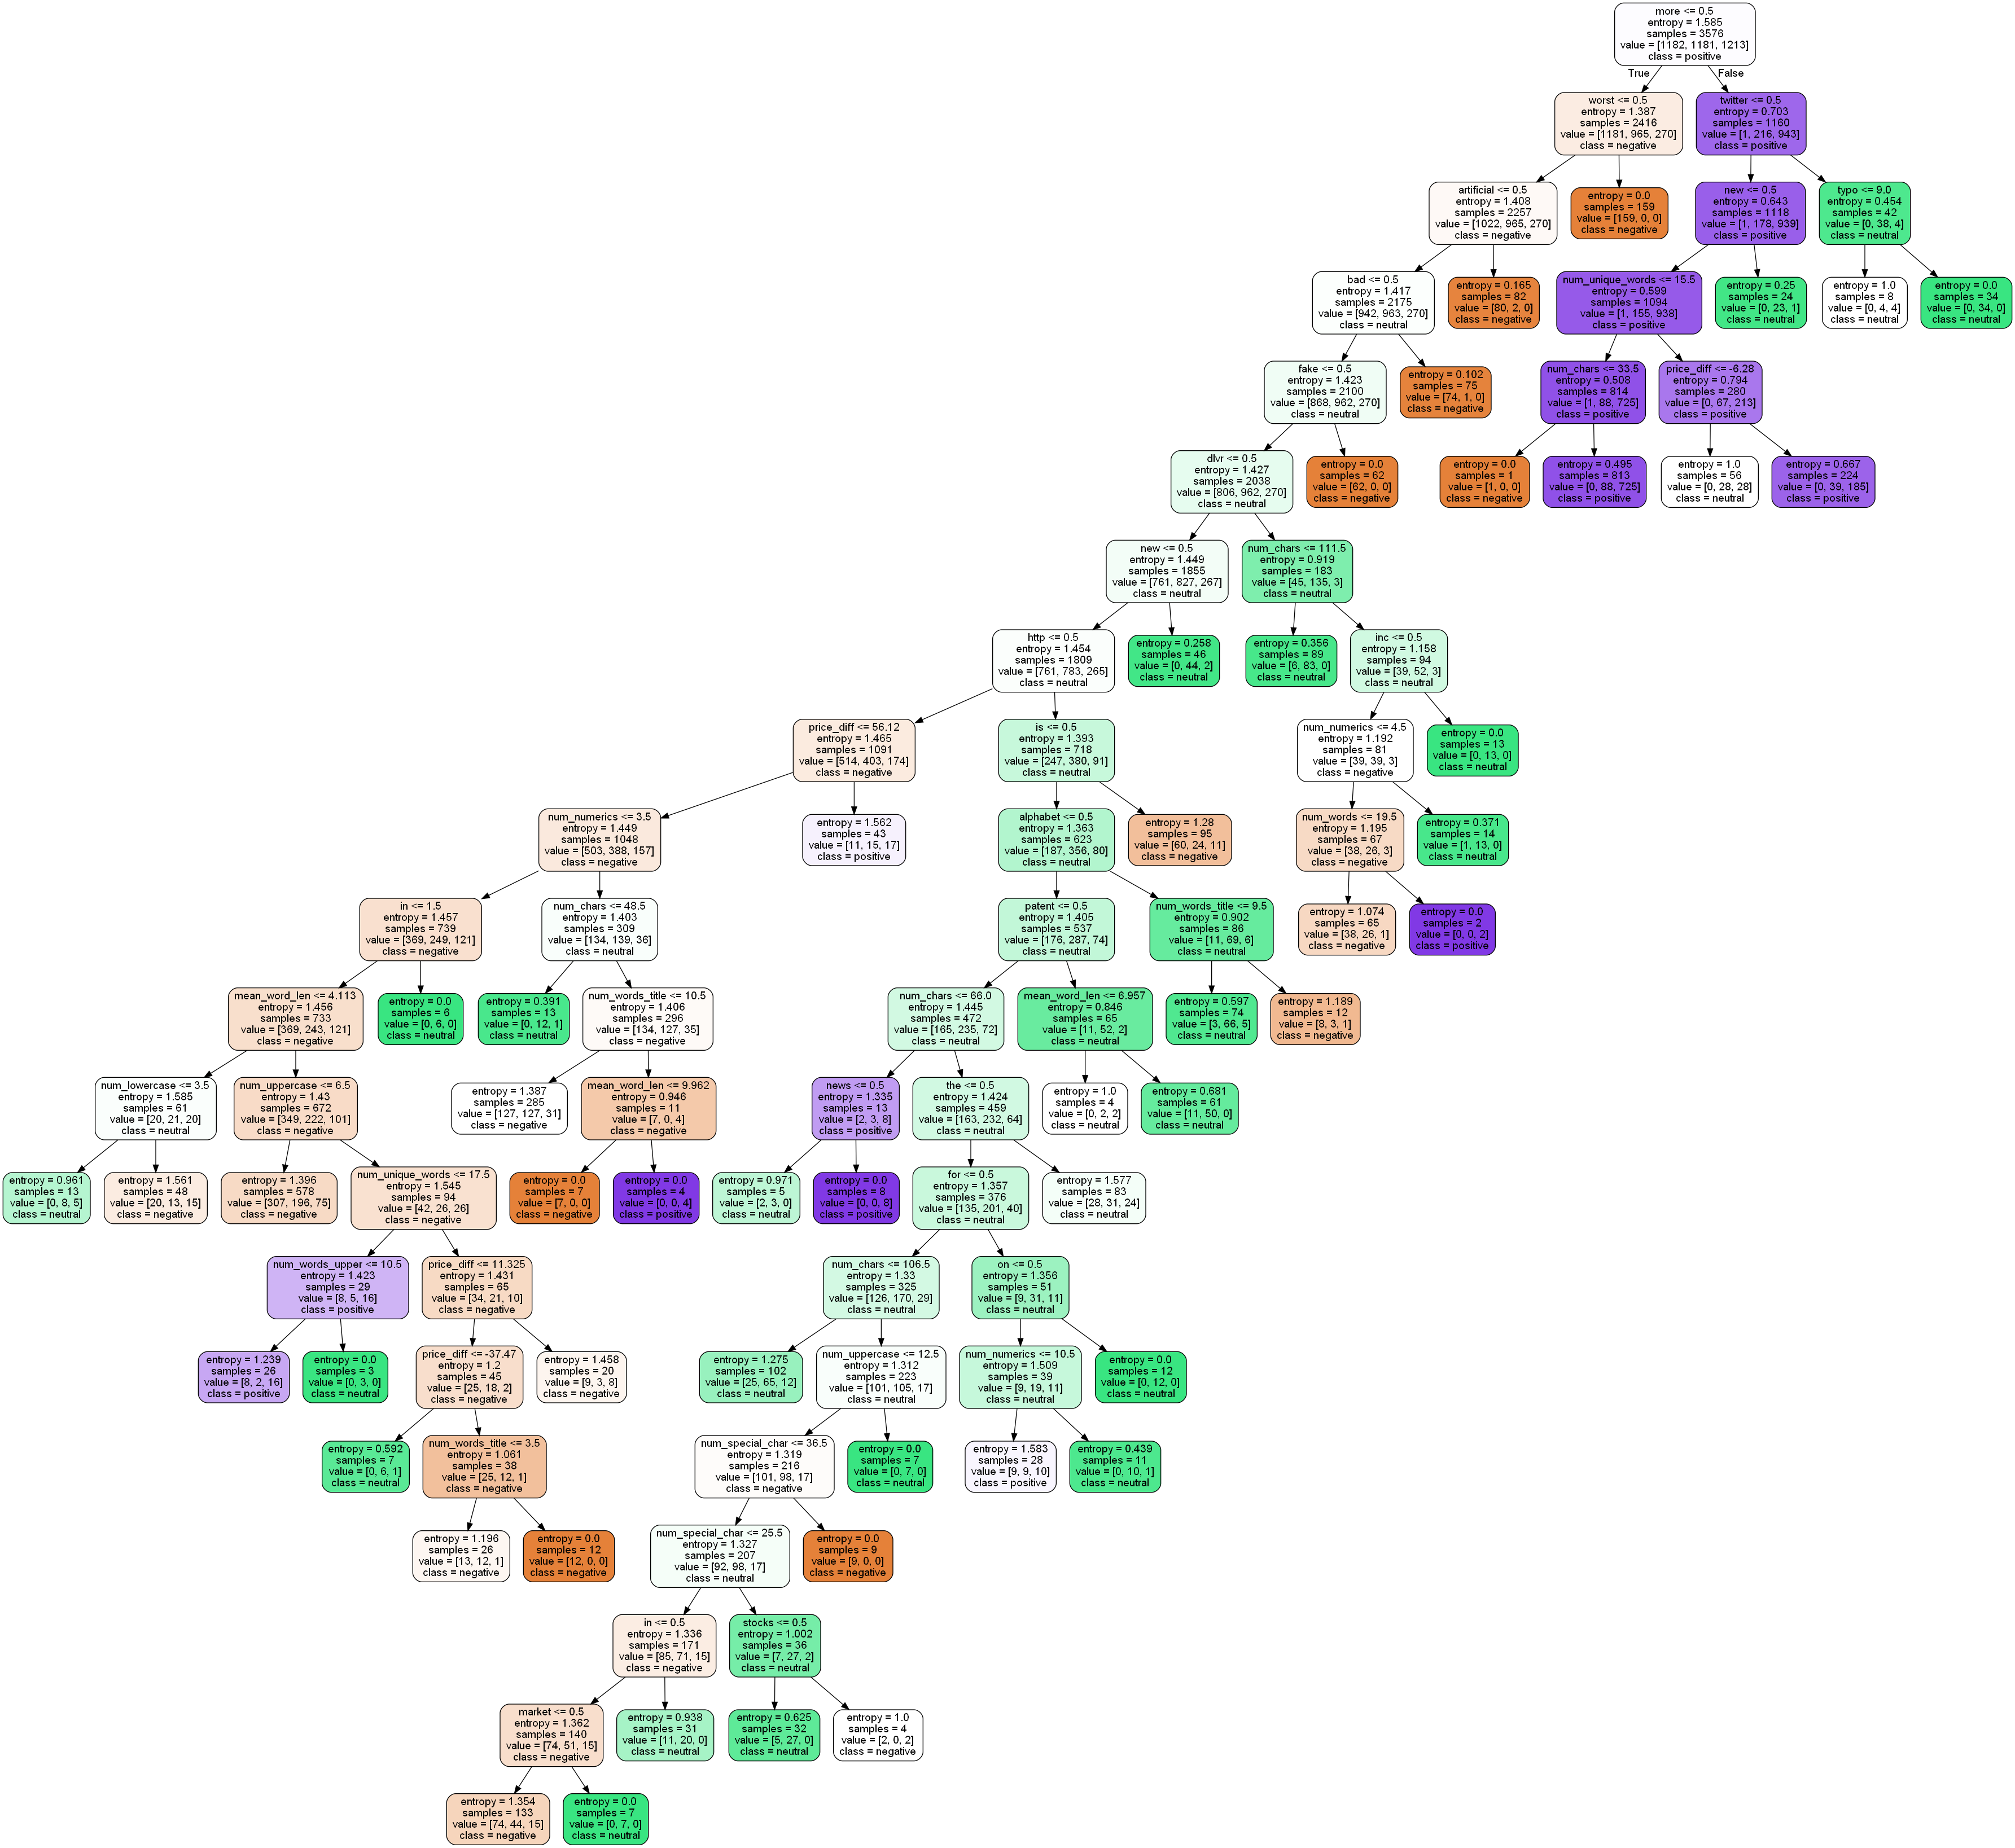 more <= 0.5
entropy = 1.585
samples = 3576
value = [1182, 1181, 1213]
class = positive
True
False
worst <= 0.5
entropy = 1.387
samples = 2416
value = [1181, 965, 270]
class = negative
twitter <= 0.5
entropy = 0.703
samples = 1160
value = [1, 216, 943]
class = positive
artificial <= 0.5
entropy = 1.408
samples = 2257
value = [1022, 965, 270]
class = negative
entropy = 0.0
samples = 159
value = [159, 0, 0]
class = negative
new <= 0.5
entropy = 0.643
samples = 1118
value = [1, 178, 939]
class = positive
typo <= 9.0
entropy = 0.454
samples = 42
value = [0, 38, 4]
class = neutral
bad <= 0.5
entropy = 1.417
samples = 2175
value = [942, 963, 270]
class = neutral
entropy = 0.165
samples = 82
value = [80, 2, 0]
class = negative
num_unique_words <= 15.5
entropy = 0.599
samples = 1094
value = [1, 155, 938]
class = positive
entropy = 0.25
samples = 24
value = [0, 23, 1]
class = neutral
entropy = 1.0
samples = 8
value = [0, 4, 4]
class = neutral
entropy = 0.0
samples = 34
value = [0, 34, 0]
class = neutral
fake <= 0.5
entropy = 1.423
samples = 2100
value = [868, 962, 270]
class = neutral
entropy = 0.102
samples = 75
value = [74, 1, 0]
class = negative
num_chars <= 33.5
entropy = 0.508
samples = 814
value = [1, 88, 725]
class = positive
price_diff <= -6.28
entropy = 0.794
samples = 280
value = [0, 67, 213]
class = positive
dlvr <= 0.5
entropy = 1.427
samples = 2038
value = [806, 962, 270]
class = neutral
entropy = 0.0
samples = 62
value = [62, 0, 0]
class = negative
entropy = 0.0
samples = 1
value = [1, 0, 0]
class = negative
entropy = 0.495
samples = 813
value = [0, 88, 725]
class = positive
entropy = 1.0
samples = 56
value = [0, 28, 28]
class = neutral
entropy = 0.667
samples = 224
value = [0, 39, 185]
class = positive
new <= 0.5
entropy = 1.449
samples = 1855
value = [761, 827, 267]
class = neutral
num_chars <= 111.5
entropy = 0.919
samples = 183
value = [45, 135, 3]
class = neutral
http <= 0.5
entropy = 1.454
samples = 1809
value = [761, 783, 265]
class = neutral
entropy = 0.258
samples = 46
value = [0, 44, 2]
class = neutral
entropy = 0.356
samples = 89
value = [6, 83, 0]
class = neutral
inc <= 0.5
entropy = 1.158
samples = 94
value = [39, 52, 3]
class = neutral
price_diff <= 56.12
entropy = 1.465
samples = 1091
value = [514, 403, 174]
class = negative
is <= 0.5
entropy = 1.393
samples = 718
value = [247, 380, 91]
class = neutral
num_numerics <= 4.5
entropy = 1.192
samples = 81
value = [39, 39, 3]
class = negative
entropy = 0.0
samples = 13
value = [0, 13, 0]
class = neutral
num_numerics <= 3.5
entropy = 1.449
samples = 1048
value = [503, 388, 157]
class = negative
entropy = 1.562
samples = 43
value = [11, 15, 17]
class = positive
alphabet <= 0.5
entropy = 1.363
samples = 623
value = [187, 356, 80]
class = neutral
entropy = 1.28
samples = 95
value = [60, 24, 11]
class = negative
num_words <= 19.5
entropy = 1.195
samples = 67
value = [38, 26, 3]
class = negative
entropy = 0.371
samples = 14
value = [1, 13, 0]
class = neutral
in <= 1.5
entropy = 1.457
samples = 739
value = [369, 249, 121]
class = negative
num_chars <= 48.5
entropy = 1.403
samples = 309
value = [134, 139, 36]
class = neutral
patent <= 0.5
entropy = 1.405
samples = 537
value = [176, 287, 74]
class = neutral
num_words_title <= 9.5
entropy = 0.902
samples = 86
value = [11, 69, 6]
class = neutral
entropy = 1.074
samples = 65
value = [38, 26, 1]
class = negative
entropy = 0.0
samples = 2
value = [0, 0, 2]
class = positive
mean_word_len <= 4.113
entropy = 1.456
samples = 733
value = [369, 243, 121]
class = negative
entropy = 0.0
samples = 6
value = [0, 6, 0]
class = neutral
entropy = 0.391
samples = 13
value = [0, 12, 1]
class = neutral
num_words_title <= 10.5
entropy = 1.406
samples = 296
value = [134, 127, 35]
class = negative
num_chars <= 66.0
entropy = 1.445
samples = 472
value = [165, 235, 72]
class = neutral
mean_word_len <= 6.957
entropy = 0.846
samples = 65
value = [11, 52, 2]
class = neutral
entropy = 0.597
samples = 74
value = [3, 66, 5]
class = neutral
entropy = 1.189
samples = 12
value = [8, 3, 1]
class = negative
num_lowercase <= 3.5
entropy = 1.585
samples = 61
value = [20, 21, 20]
class = neutral
num_uppercase <= 6.5
entropy = 1.43
samples = 672
value = [349, 222, 101]
class = negative
entropy = 1.387
samples = 285
value = [127, 127, 31]
class = negative
mean_word_len <= 9.962
entropy = 0.946
samples = 11
value = [7, 0, 4]
class = negative
news <= 0.5
entropy = 1.335
samples = 13
value = [2, 3, 8]
class = positive
the <= 0.5
entropy = 1.424
samples = 459
value = [163, 232, 64]
class = neutral
entropy = 1.0
samples = 4
value = [0, 2, 2]
class = neutral
entropy = 0.681
samples = 61
value = [11, 50, 0]
class = neutral
entropy = 0.961
samples = 13
value = [0, 8, 5]
class = neutral
entropy = 1.561
samples = 48
value = [20, 13, 15]
class = negative
entropy = 1.396
samples = 578
value = [307, 196, 75]
class = negative
num_unique_words <= 17.5
entropy = 1.545
samples = 94
value = [42, 26, 26]
class = negative
entropy = 0.0
samples = 7
value = [7, 0, 0]
class = negative
entropy = 0.0
samples = 4
value = [0, 0, 4]
class = positive
entropy = 0.971
samples = 5
value = [2, 3, 0]
class = neutral
entropy = 0.0
samples = 8
value = [0, 0, 8]
class = positive
for <= 0.5
entropy = 1.357
samples = 376
value = [135, 201, 40]
class = neutral
entropy = 1.577
samples = 83
value = [28, 31, 24]
class = neutral
num_words_upper <= 10.5
entropy = 1.423
samples = 29
value = [8, 5, 16]
class = positive
price_diff <= 11.325
entropy = 1.431
samples = 65
value = [34, 21, 10]
class = negative
num_chars <= 106.5
entropy = 1.33
samples = 325
value = [126, 170, 29]
class = neutral
on <= 0.5
entropy = 1.356
samples = 51
value = [9, 31, 11]
class = neutral
entropy = 1.239
samples = 26
value = [8, 2, 16]
class = positive
entropy = 0.0
samples = 3
value = [0, 3, 0]
class = neutral
price_diff <= -37.47
entropy = 1.2
samples = 45
value = [25, 18, 2]
class = negative
entropy = 1.458
samples = 20
value = [9, 3, 8]
class = negative
entropy = 1.275
samples = 102
value = [25, 65, 12]
class = neutral
num_uppercase <= 12.5
entropy = 1.312
samples = 223
value = [101, 105, 17]
class = neutral
num_numerics <= 10.5
entropy = 1.509
samples = 39
value = [9, 19, 11]
class = neutral
entropy = 0.0
samples = 12
value = [0, 12, 0]
class = neutral
entropy = 0.592
samples = 7
value = [0, 6, 1]
class = neutral
num_words_title <= 3.5
entropy = 1.061
samples = 38
value = [25, 12, 1]
class = negative
num_special_char <= 36.5
entropy = 1.319
samples = 216
value = [101, 98, 17]
class = negative
entropy = 0.0
samples = 7
value = [0, 7, 0]
class = neutral
entropy = 1.583
samples = 28
value = [9, 9, 10]
class = positive
entropy = 0.439
samples = 11
value = [0, 10, 1]
class = neutral
entropy = 1.196
samples = 26
value = [13, 12, 1]
class = negative
entropy = 0.0
samples = 12
value = [12, 0, 0]
class = negative
num_special_char <= 25.5
entropy = 1.327
samples = 207
value = [92, 98, 17]
class = neutral
entropy = 0.0
samples = 9
value = [9, 0, 0]
class = negative
in <= 0.5
entropy = 1.336
samples = 171
value = [85, 71, 15]
class = negative
stocks <= 0.5
entropy = 1.002
samples = 36
value = [7, 27, 2]
class = neutral
market <= 0.5
entropy = 1.362
samples = 140
value = [74, 51, 15]
class = negative
entropy = 0.938
samples = 31
value = [11, 20, 0]
class = neutral
entropy = 0.625
samples = 32
value = [5, 27, 0]
class = neutral
entropy = 1.0
samples = 4
value = [2, 0, 2]
class = negative
entropy = 1.354
samples = 133
value = [74, 44, 15]
class = negative
entropy = 0.0
samples = 7
value = [0, 7, 0]
class = neutral